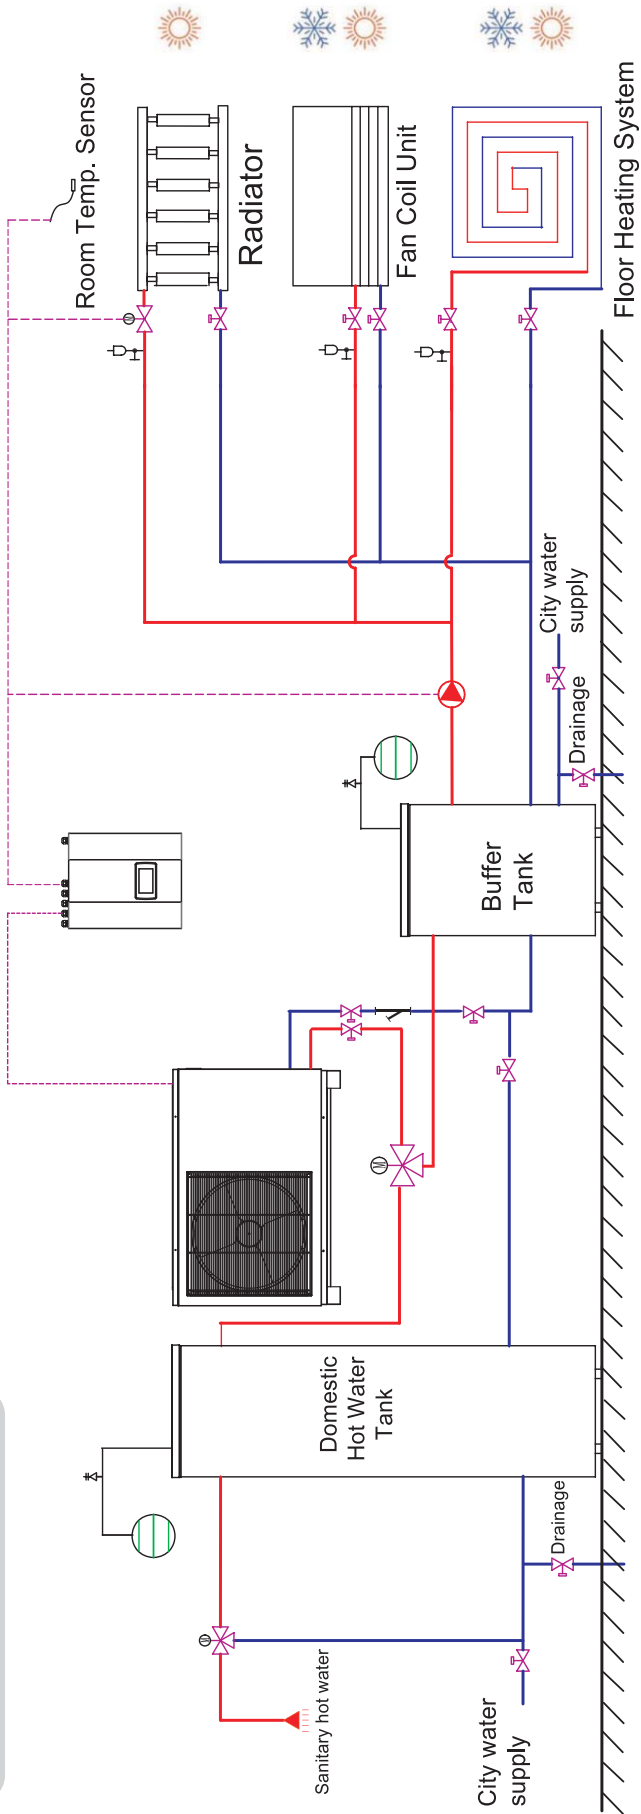 Room Temp. Sensor
Radiator
Fan Coil Unit
Floor Heating System
City water
supply
Drainage
Buffer
Tank
M
M
Domestic
Hot Water
Tank
Drainage
M
Sanitary hot water
City water
supply